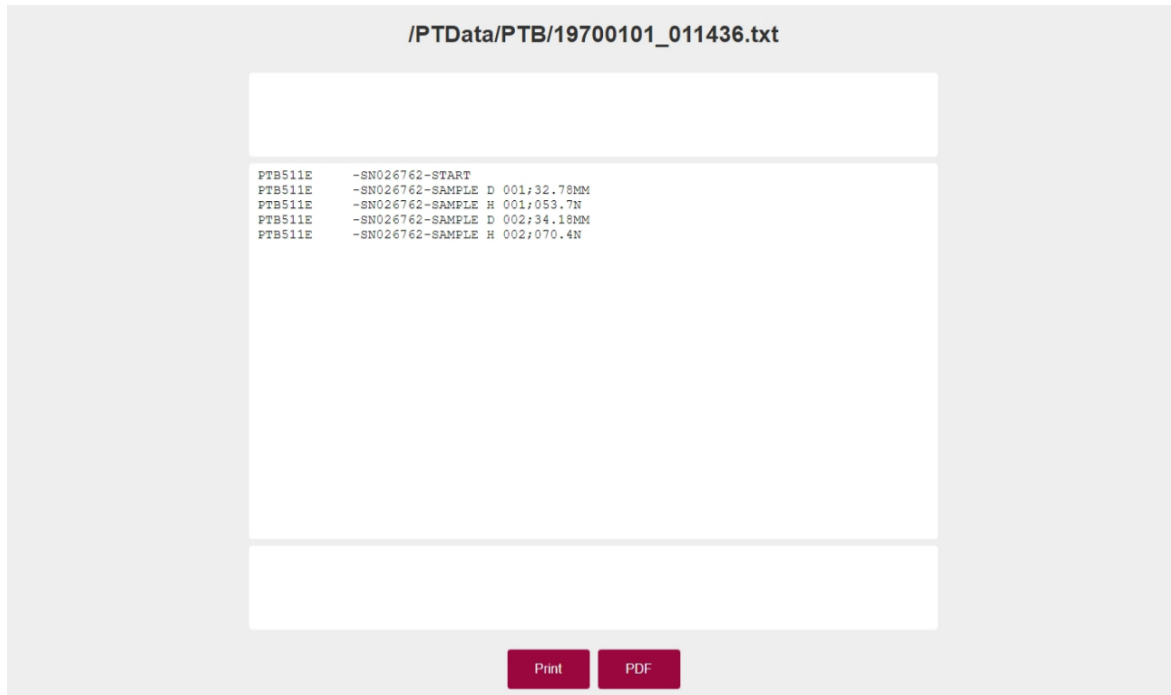 /PTData/PTB/19700101_011436.txt
PTB511E -SN026762-START
PTB511E -SN026762-SAMPLE D 001;32.78MM
PTB511E -SN026762-SAMPLE H 001;053.7N
PTB511E -SN026762-SAMPLE D 002;34.18MM
PTB511E -SN026762-SAMPLE H 002;070.4N
Print
PDF